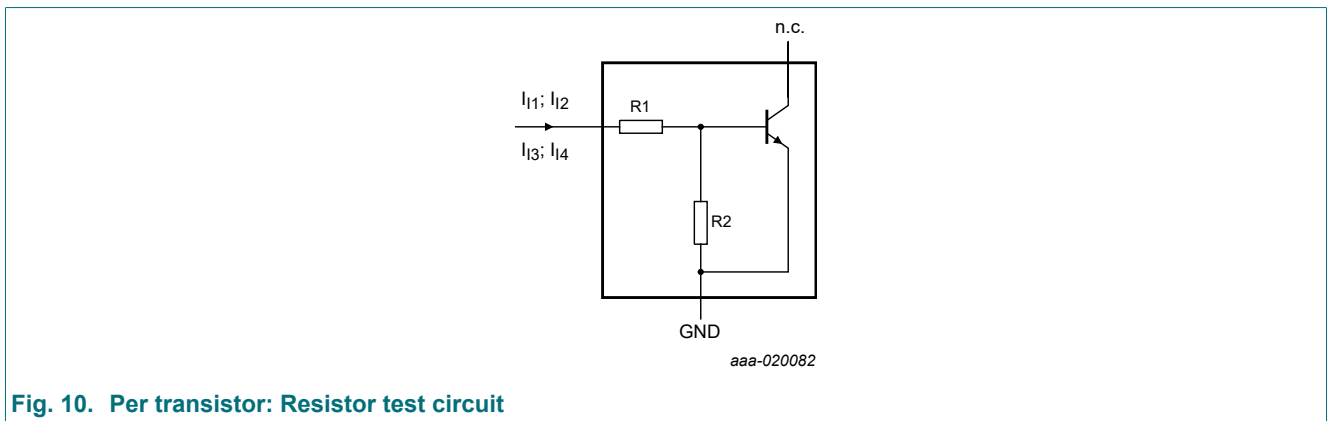 n.c.
I_I1; I_I2
R1
I_I3; I_I4
R2
GND
aaa-020082
Fig. 10. Per transistor: Resistor test circuit